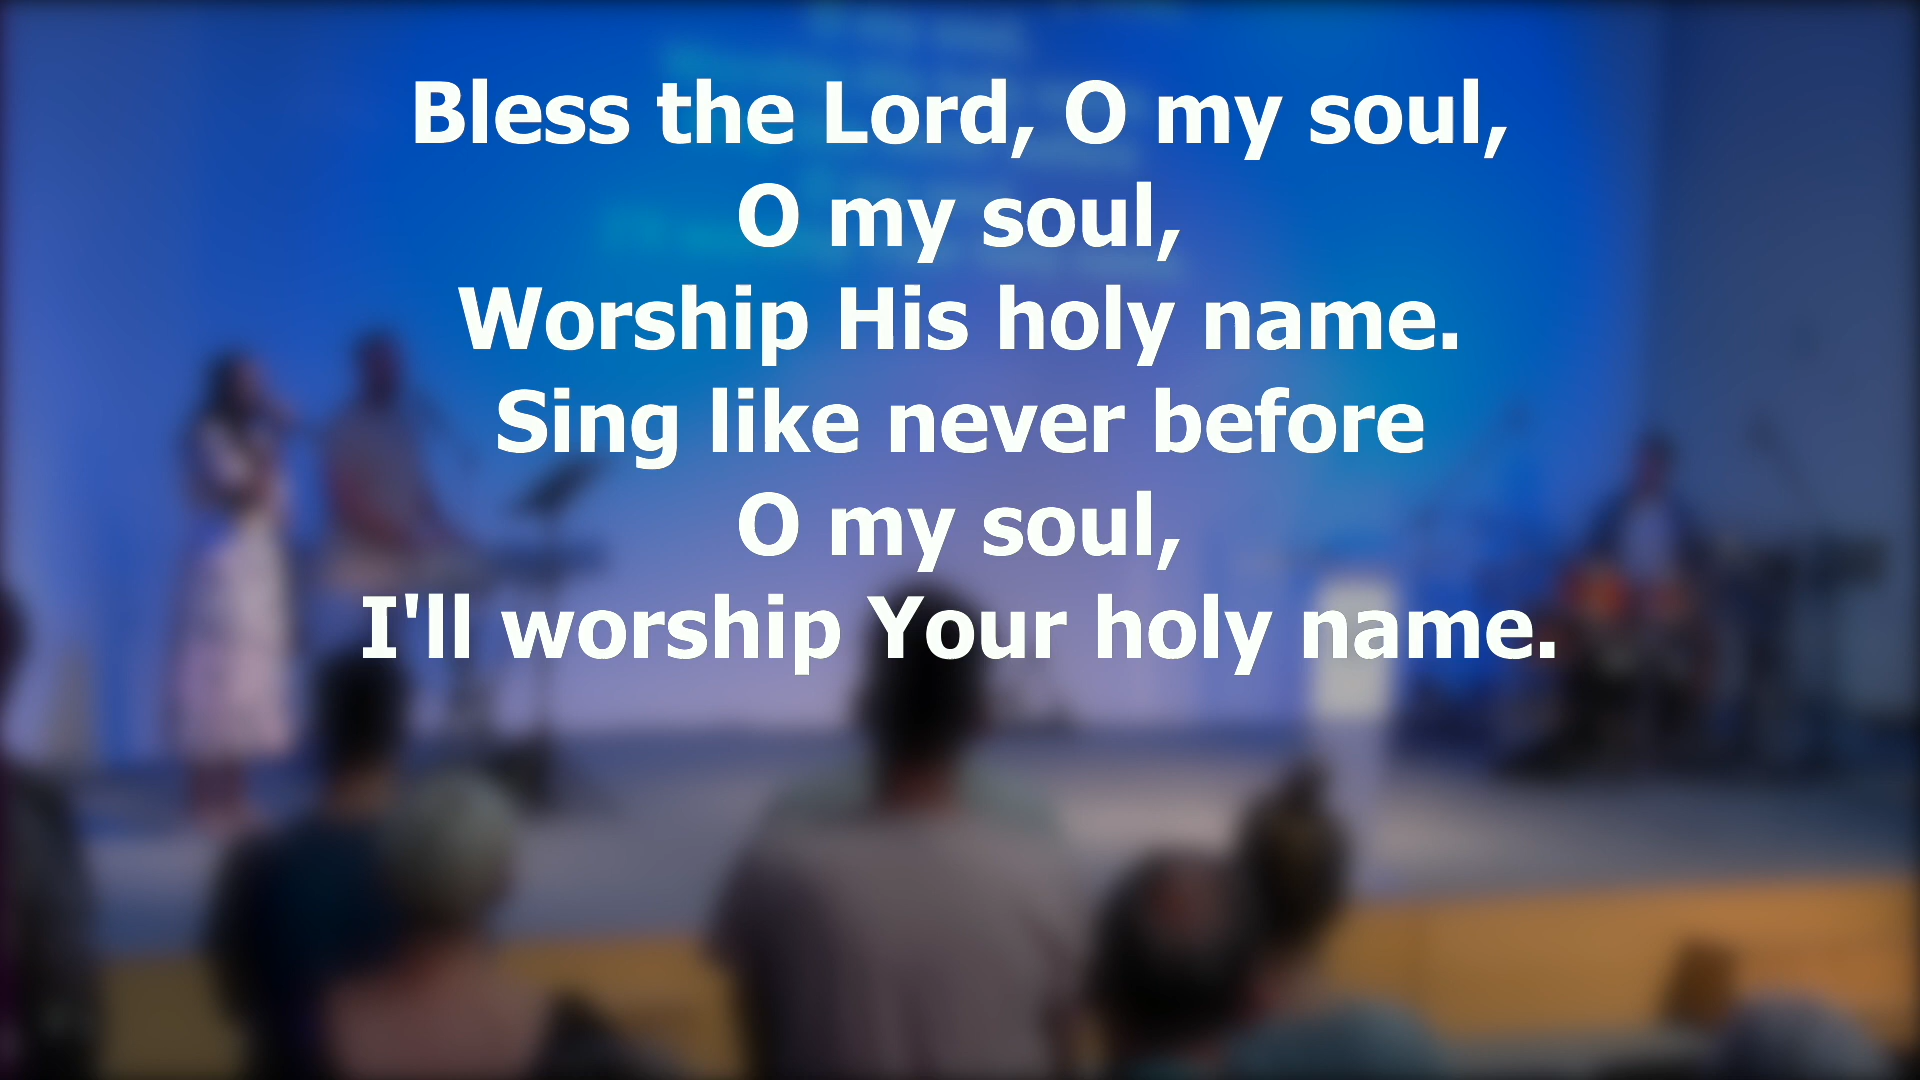 Bless the Lord, O my soul,
O my soul,
Worship His holy name.
Sing like never before
O my soul,
I'll worship Your holy name.